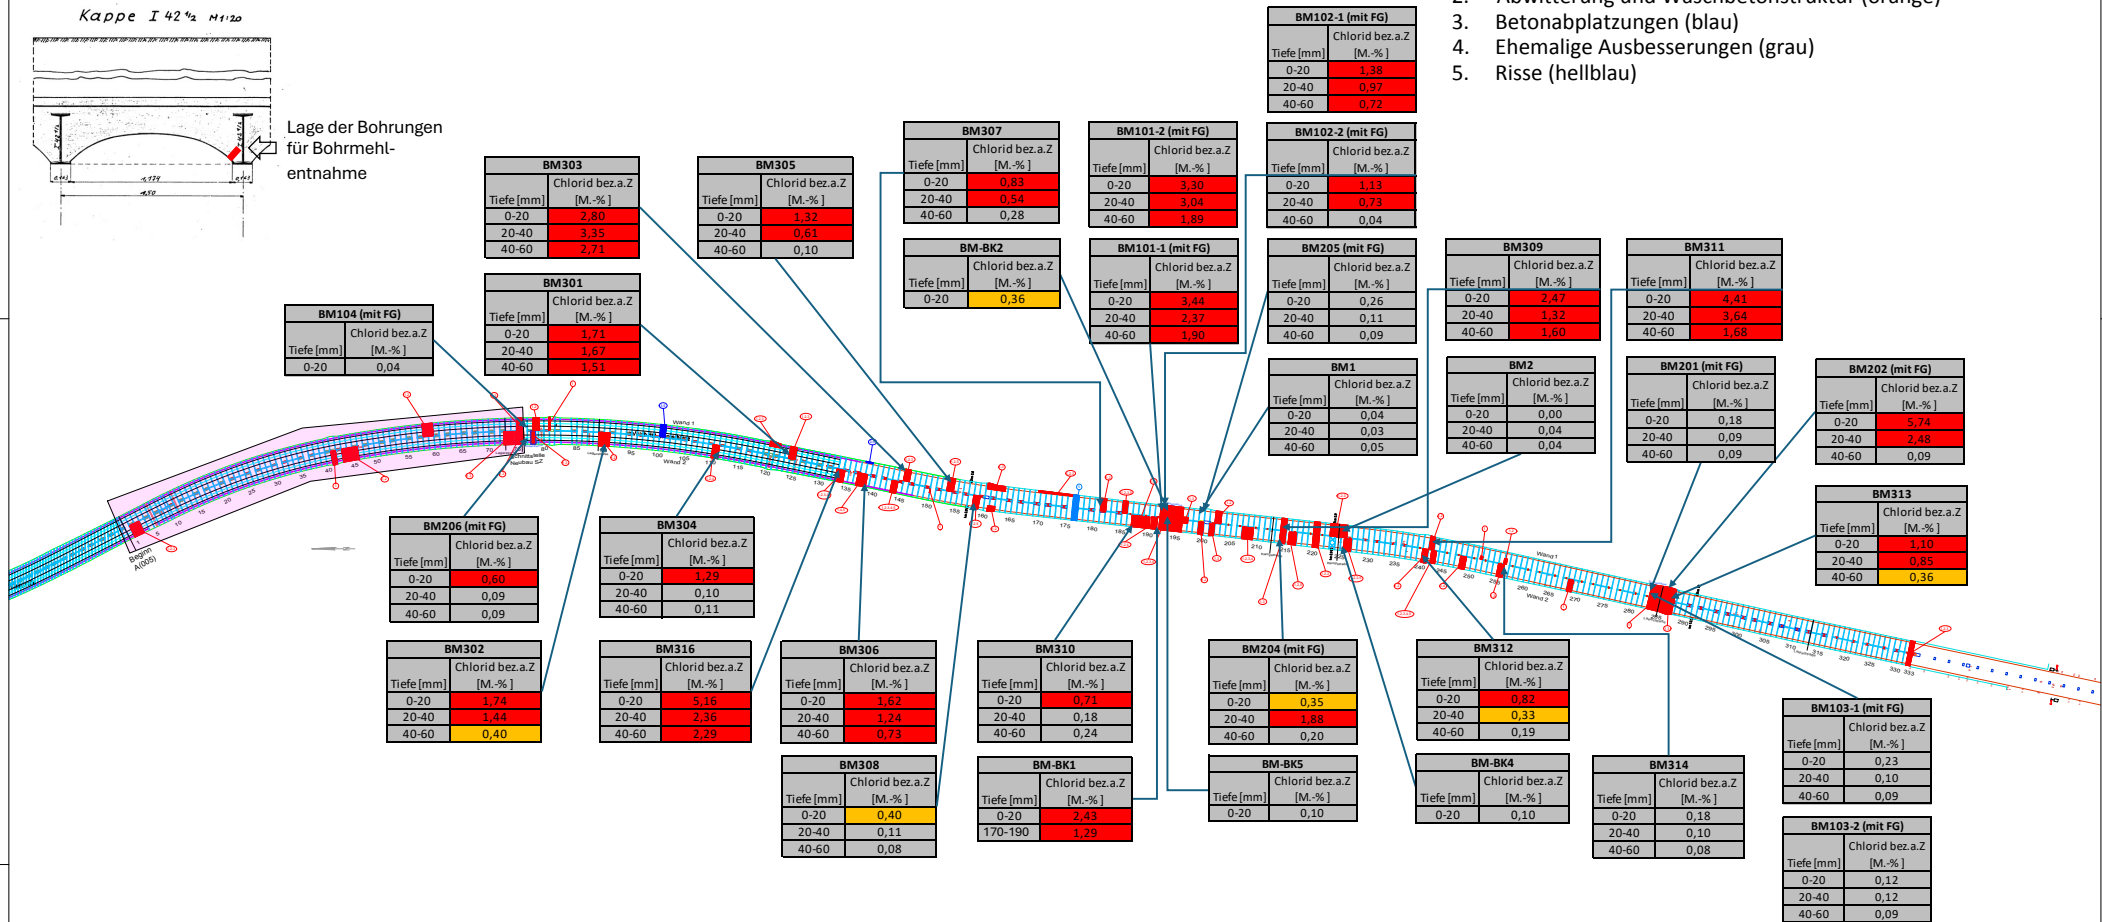 Kappe I 42 1/2 M 1:20
Lage der Bohrungen
für Bohrmehl-
entnahme
3. Betonabplatzungen (blau)
4. Ehemalige Ausbesserungen (grau)
5. Risse (hellblau)
BM102-1 (mit FG)
Tiefe [mm] Chlorid bez.a.Z [M.-% ]
0-20 1,38
20-40 0,97
40-60 0,72
BM307
Tiefe [mm] Chlorid bez.a.Z [M.-% ]
0-20 0,83
20-40 0,54
40-60 0,28
BM101-2 (mit FG)
Tiefe [mm] Chlorid bez.a.Z [M.-% ]
0-20 3,30
20-40 3,04
40-60 1,89
BM102-2 (mit FG)
Tiefe [mm] Chlorid bez.a.Z [M.-% ]
0-20 1,13
20-40 0,73
40-60 0,04
BM303
Tiefe [mm] Chlorid bez.a.Z [M.-% ]
0-20 2,80
20-40 3,35
40-60 2,71
BM305
Tiefe [mm] Chlorid bez.a.Z [M.-% ]
0-20 1,32
20-40 0,61
40-60 0,10
BM-BK2
Tiefe [mm] Chlorid bez.a.Z [M.-% ]
0-20 0,36
BM101-1 (mit FG)
Tiefe [mm] Chlorid bez.a.Z [M.-% ]
0-20 3,44
20-40 2,37
40-60 1,90
BM205 (mit FG)
Tiefe [mm] Chlorid bez.a.Z [M.-% ]
0-20 0,26
20-40 0,11
40-60 0,09
BM309
Tiefe [mm] Chlorid bez.a.Z [M.-% ]
0-20 2,47
20-40 1,32
40-60 1,60
BM311
Tiefe [mm] Chlorid bez.a.Z [M.-% ]
0-20 4,41
20-40 3,64
40-60 1,68
BM301
Tiefe [mm] Chlorid bez.a.Z [M.-% ]
0-20 1,71
20-40 1,67
40-60 1,51
BM104 (mit FG)
Tiefe [mm] Chlorid bez.a.Z [M.-% ]
0-20 0,04
BM1
Tiefe [mm] Chlorid bez.a.Z [M.-% ]
0-20 0,04
20-40 0,03
40-60 0,05
BM2
Tiefe [mm] Chlorid bez.a.Z [M.-% ]
0-20 0,00
20-40 0,04
40-60 0,04
BM201 (mit FG)
Tiefe [mm] Chlorid bez.a.Z [M.-% ]
0-20 0,18
20-40 0,09
40-60 0,09
BM202 (mit FG)
Tiefe [mm] Chlorid bez.a.Z [M.-% ]
0-20 5,74
20-40 2,48
40-60 0,09
BM313
Tiefe [mm] Chlorid bez.a.Z [M.-% ]
0-20 1,10
20-40 0,85
40-60 0,36
Wand 1
Wand 2
Beginn
A(005)
Wand 1
Wand 2
BM206 (mit FG)
Tiefe [mm] Chlorid bez.a.Z [M.-% ]
0-20 0,60
20-40 0,09
40-60 0,09
BM304
Tiefe [mm] Chlorid bez.a.Z [M.-% ]
0-20 1,29
20-40 0,10
40-60 0,11
BM302
Tiefe [mm] Chlorid bez.a.Z [M.-% ]
0-20 1,74
20-40 1,44
40-60 0,40
BM316
Tiefe [mm] Chlorid bez.a.Z [M.-% ]
0-20 5,16
20-40 2,36
40-60 2,29
BM306
Tiefe [mm] Chlorid bez.a.Z [M.-% ]
0-20 1,62
20-40 1,24
40-60 0,73
BM310
Tiefe [mm] Chlorid bez.a.Z [M.-% ]
0-20 0,71
20-40 0,18
40-60 0,24
BM204 (mit FG)
Tiefe [mm] Chlorid bez.a.Z [M.-% ]
0-20 0,35
20-40 1,88
40-60 0,20
BM312
Tiefe [mm] Chlorid bez.a.Z [M.-% ]
0-20 0,82
20-40 0,33
40-60 0,19
BM103-1 (mit FG)
Tiefe [mm] Chlorid bez.a.Z [M.-% ]
0-20 0,23
20-40 0,10
40-60 0,09
BM308
Tiefe [mm] Chlorid bez.a.Z [M.-% ]
0-20 0,40
20-40 0,11
40-60 0,08
BM-BK1
Tiefe [mm] Chlorid bez.a.Z [M.-% ]
0-20 2,43
170-190 1,29
BM-BK5
Tiefe [mm] Chlorid bez.a.Z [M.-% ]
0-20 0,10
BM-BK4
Tiefe [mm] Chlorid bez.a.Z [M.-% ]
0-20 0,10
BM314
Tiefe [mm] Chlorid bez.a.Z [M.-% ]
0-20 0,18
20-40 0,10
40-60 0,08
BM103-2 (mit FG)
Tiefe [mm] Chlorid bez.a.Z [M.-% ]
0-20 0,12
20-40 0,12
40-60 0,09